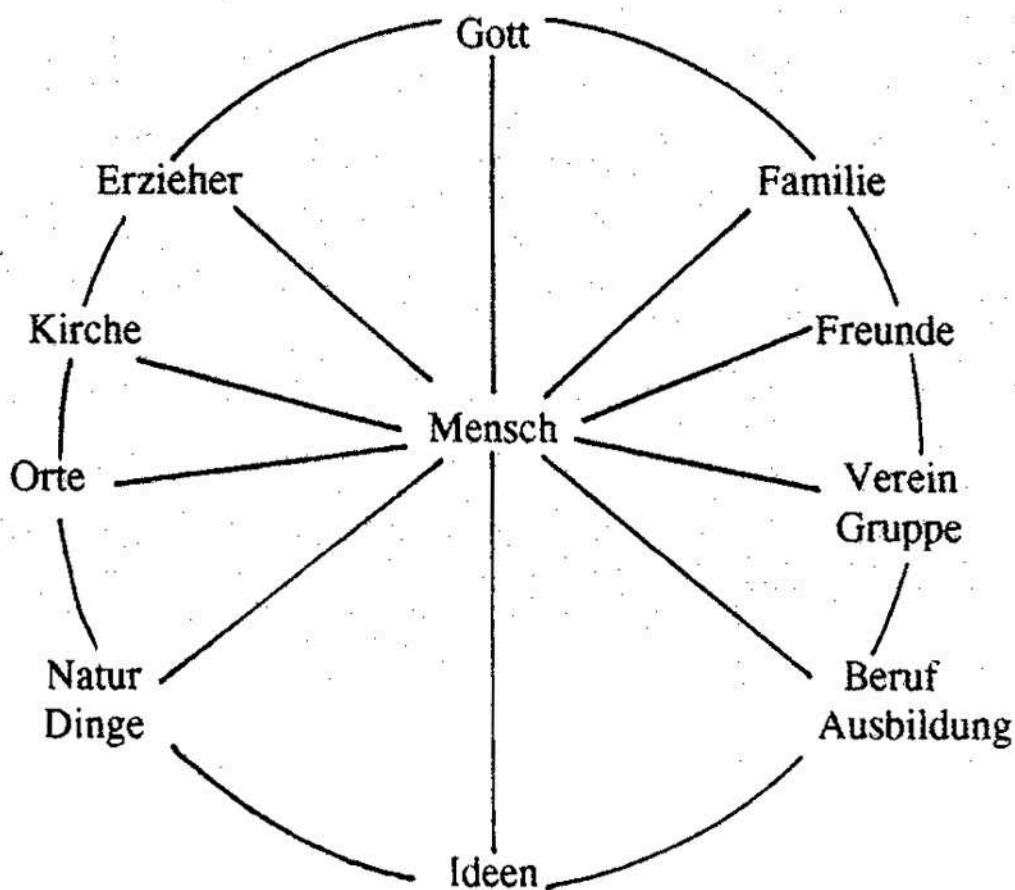 Gott
Erzieher
Familie
Kirche
Freunde
Mensch
Orte
Verein
Gruppe
Natur
Dinge
Beruf
Ausbildung
Ideen